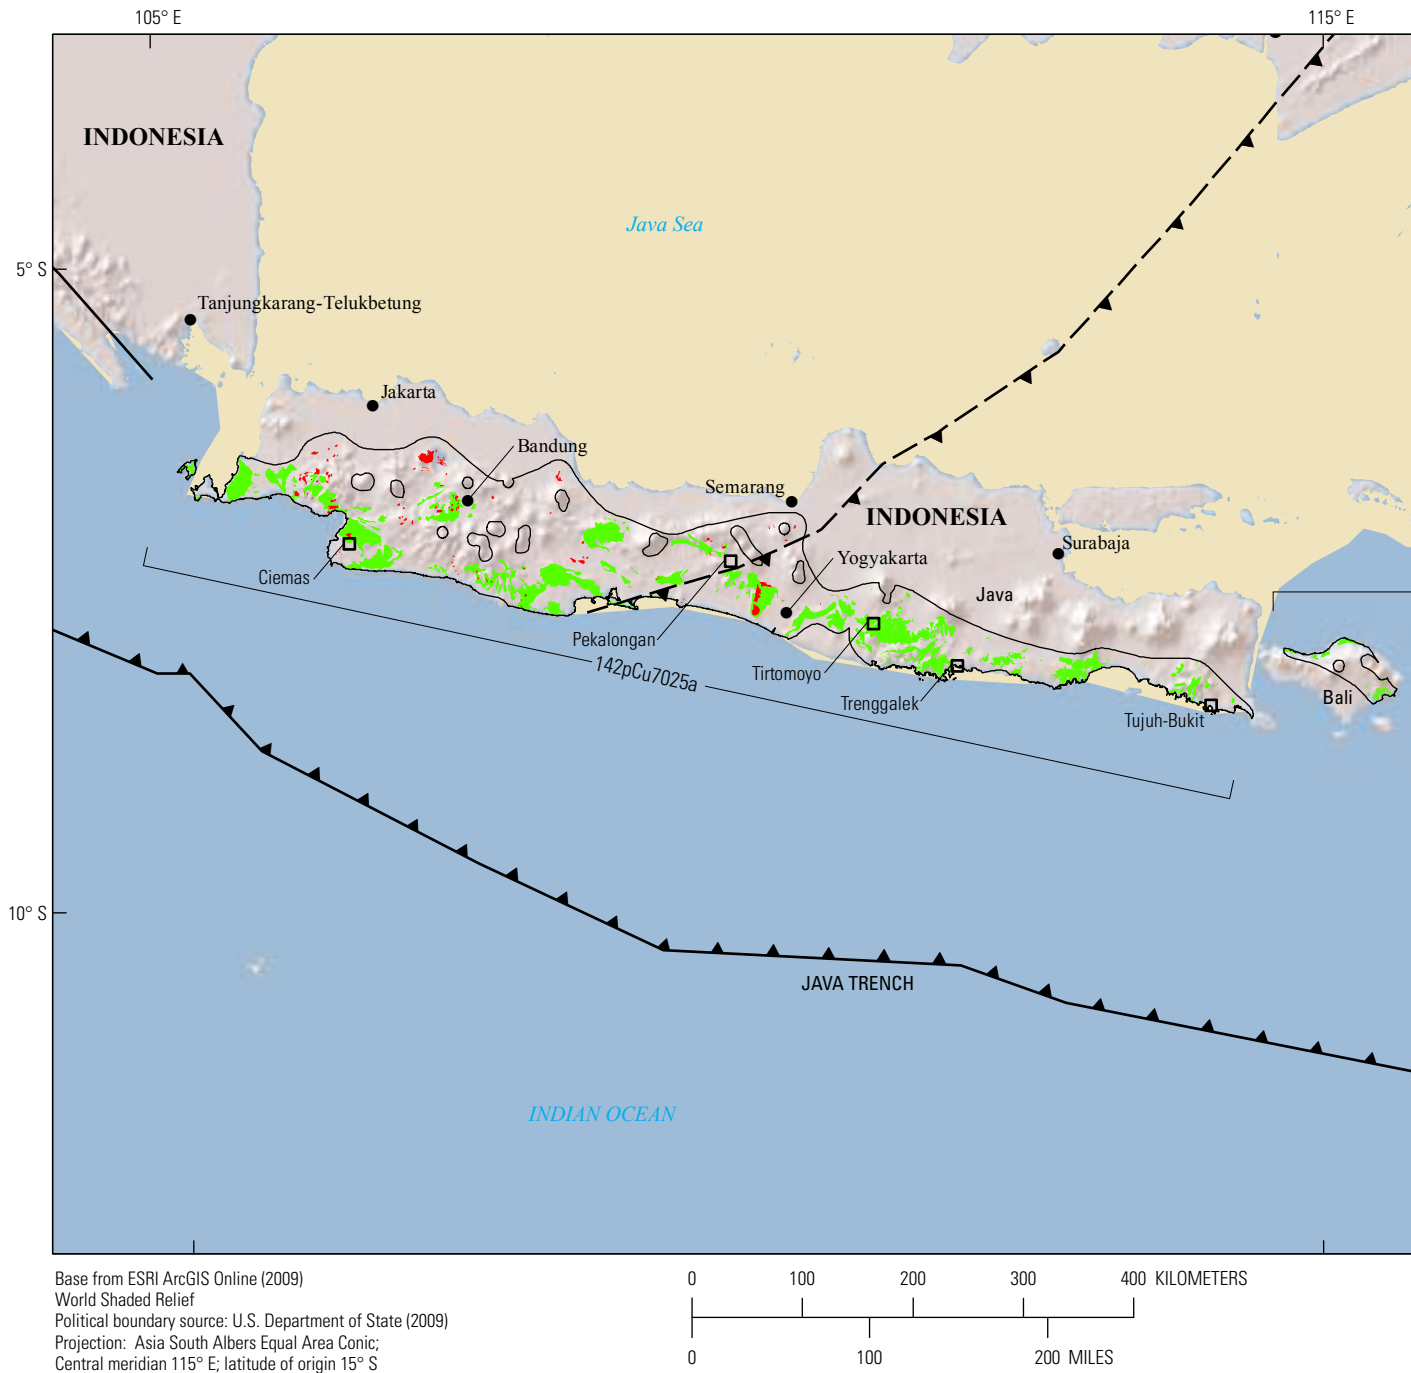 105° E
115° E
INDONESIA
Java Sea
5° S
Tanjungkarang-Telukbetung
Jakarta
Bandung
Semarang
INDONESIA
Surabaja
Yogyakarta
Ciemas
Java
Pekalongan
142pCu7025a
Tirtomoyo
Trenggalek
Tujuh-Bukit
Bali
10° S
JAVA TRENCH
INDIAN OCEAN
Base from ESRI ArcGIS Online (2009)
World Shaded Relief
Political boundary source: U.S. Department of State (2009)
Projection: Asia South Albers Equal Area Conic;
Central meridian 115° E; latitude of origin 15° S
0 100 200 300 400 KILOMETERS
0 100 200 MILES